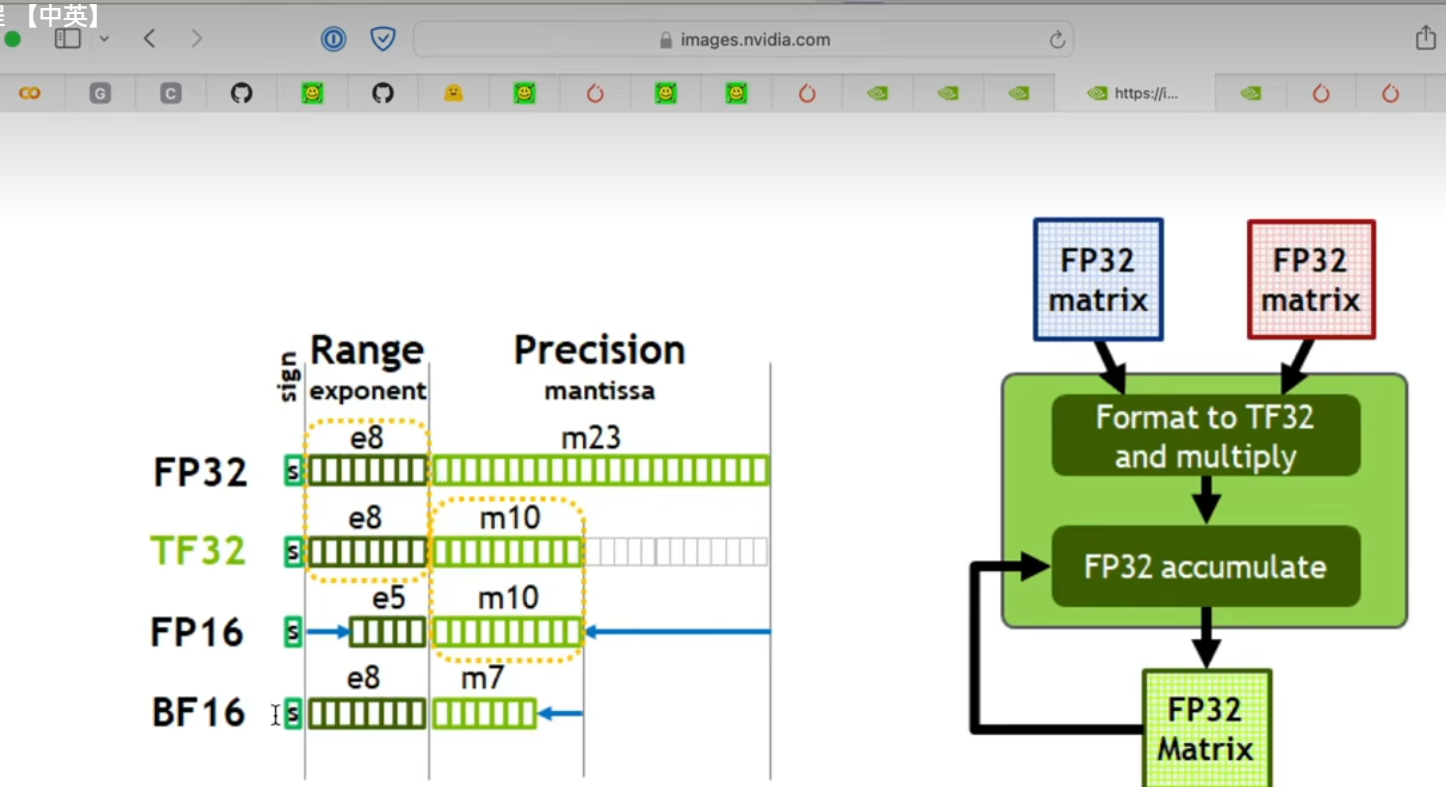 【中英】
images.nvidia.com
G
C
https://i...
sign
Range
exponent
Precision
mantissa
FP32
s
e8
m23
TF32
s
e8
m10
FP16
s
e5
m10
BF16
s
e8
m7
FP32
matrix
FP32
matrix
Format to TF32
and multiply
FP32 accumulate
FP32
Matrix